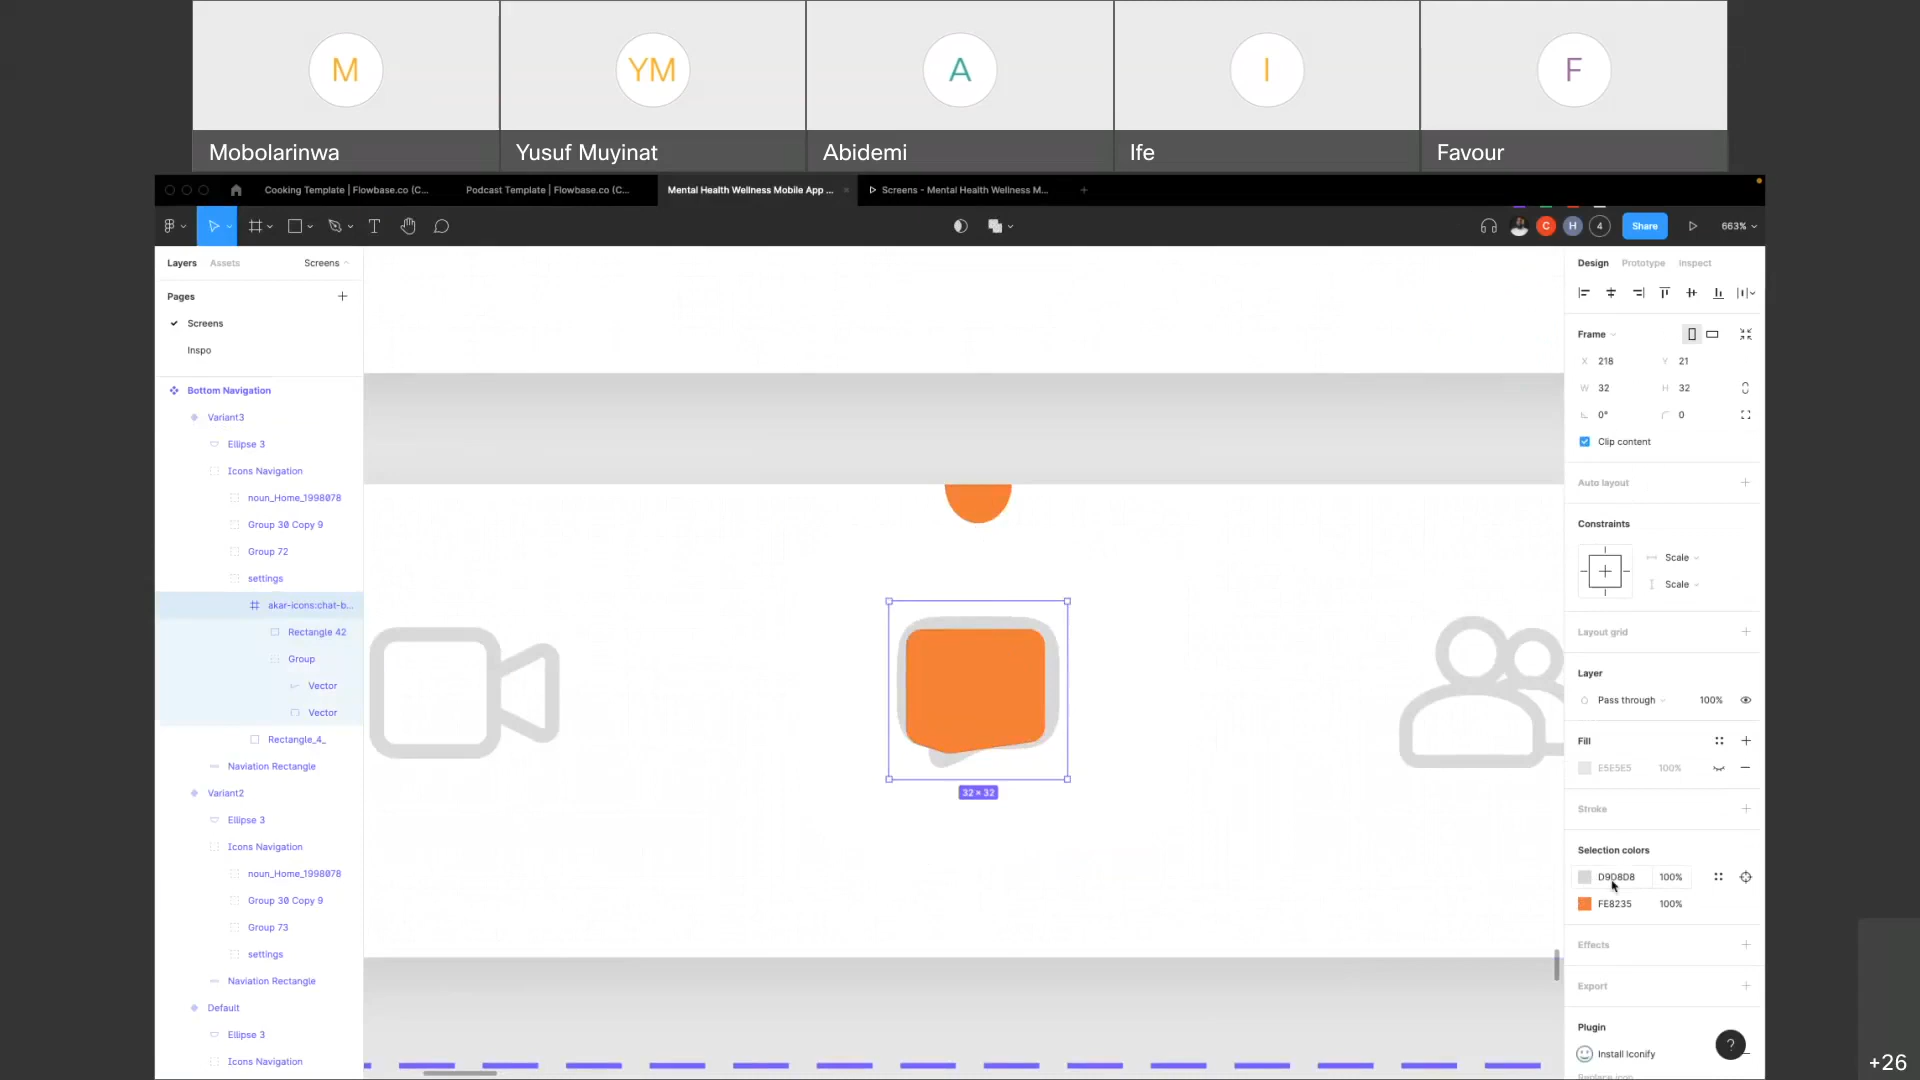 M
YM
A
I
F
Mobolarinwa
Yusuf Muyinat
Abidemi
Ife
Favour
Cooking Template | Flowbase.co (C...
Podcast Template | Flowbase.co (C...
Mental Health Wellness Mobile App ...
Screens - Mental Health Wellness M...
C
H
4
Share
663%
Layers
Assets
Screens
Pages
Screens
Inspo
Bottom Navigation
Variant3
Ellipse 3
Icons Navigation
noun_Home_1998078
Group 30 Copy 9
Group 72
settings
akar-icons:chat-b...
Rectangle 42
Group
Vector
Vector
Rectangle_4_
Naviation Rectangle
Variant2
Ellipse 3
Icons Navigation
noun_Home_1998078
Group 30 Copy 9
Group 73
settings
Naviation Rectangle
Default
Ellipse 3
Icons Navigation
32 × 32
Design
Prototype
Inspect
Frame
X 218
Y 21
W 32
H 32
0°
0
Clip content
Auto layout
Constraints
Scale
Scale
Layout grid
Layer
Pass through
100%
Fill
E5E5E5
100%
Stroke
Selection colors
D9D8D8
100%
FE8235
100%
Effects
Export
Plugin
Install Iconify
Replace icon
?
+26